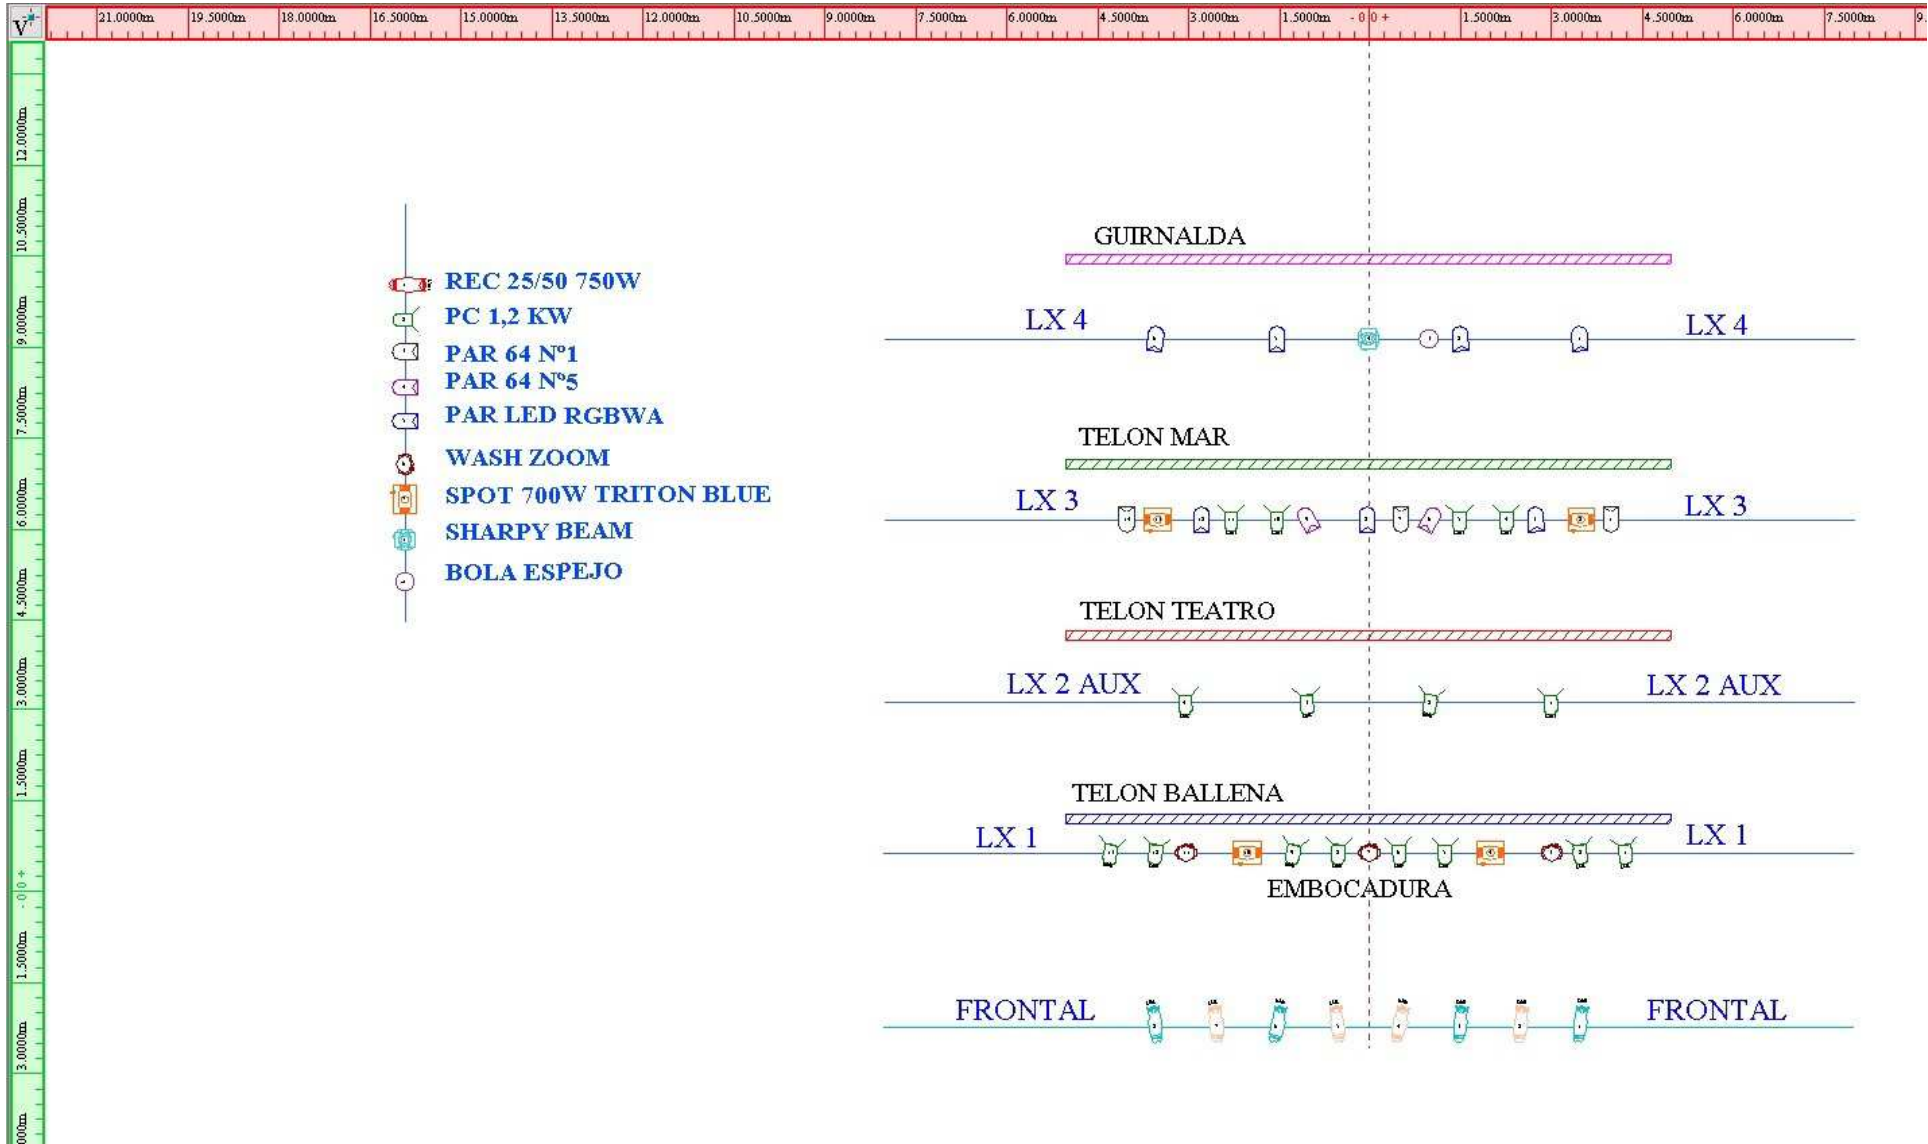 21.0000m 19.5000m 18.0000m 16.5000m 15.0000m 13.5000m 12.0000m 10.5000m 9.0000m 7.5000m 6.0000m 4.5000m 3.0000m 1.5000m - 0 0 + 1.5000m 3.0000m 4.5000m 6.0000m 7.5000m
12.0000m
10.5000m
9.0000m
7.5000m
6.0000m
4.5000m
3.0000m
1.5000m
- 0 0 +
1.5000m
3.0000m
REC 25/50 750W
PC 1,2 KW
PAR 64 Nº1
PAR 64 Nº5
PAR LED RGBWA
WASH ZOOM
SPOT 700W TRITON BLUE
SHARPY BEAM
BOLA ESPEJO
GUIRNALDA
LX 4 LX 4
TELON MAR
LX 3 LX 3
TELON TEATRO
LX 2 AUX LX 2 AUX
TELON BALLENA
LX 1 LX 1
EMBOCADURA
FRONTAL FRONTAL